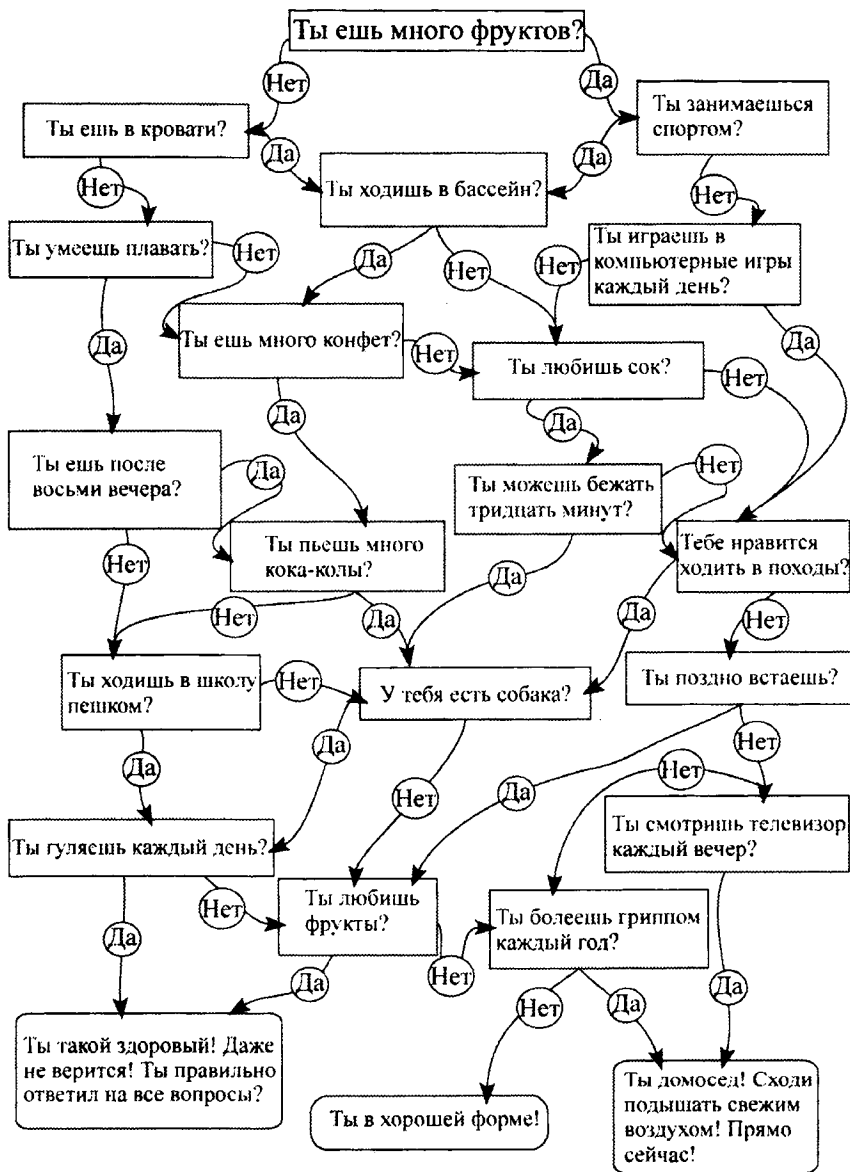 Ты ешь много фруктов?
Нет
Да
Ты ешь в кровати?
Ты занимаешься
спортом?
Да
Да
Нет
Ты ходишь в бассейн?
Нет
Ты умеешь плавать?
Нет
Да
Нет
Нет
Ты играешь в
компьютерные игры
каждый день?
Да
Ты ешь много конфет?
Нет
Ты любишь сок?
Нет
Да
Да
Да
Ты ешь после
восьми вечера?
Да
Ты можешь бежать
тридцать минут?
Нет
Нет
Ты пьешь много
кока-колы?
Тебе нравится
ходить в походы?
Да
Нет
Да
Да
Нет
Ты ходишь в школу
пешком?
Нет
У тебя есть собака?
Ты поздно встаешь?
Да
Да
Нет
Да
Нет
Нет
Ты гуляешь каждый день?
Ты смотришь телевизор
каждый вечер?
Нет
Ты любишь
фрукты?
Ты болеешь гриппом
каждый год?
Да
Да
Нет
Нет
Да
Да
Ты такой здоровый! Даже
не верится! Ты правильно
ответил на все вопросы?
Ты в хорошей форме!
Ты домосед! Сходи
подышать свежим
воздухом! Прямо
сейчас!